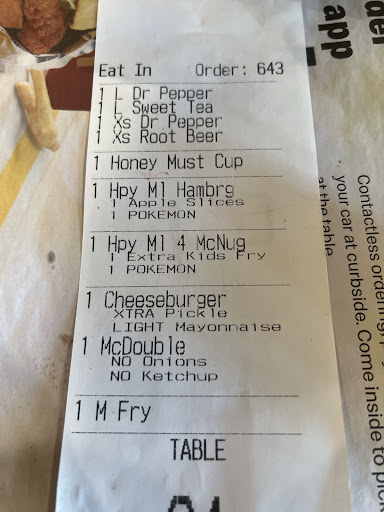 Eat In Order: 643
1 L Dr Pepper
1 L Sweet Tea
1 Xs Dr Pepper
1 Xs Root Beer
1 Honey Must Cup
1 Hpy Ml Hambrg
1 Apple Slices
1 POKEMON
1 Hpy Ml 4 McNug
1 Extra Kids Fry
1 POKEMON
1 Cheeseburger
XTRA Pickle
LIGHT Mayonnaise
1 McDouble
NO Onions
NO Ketchup
1 M Fry
TABLE
app
Contactless ordering,
your car at curbside. Come inside to
at the table